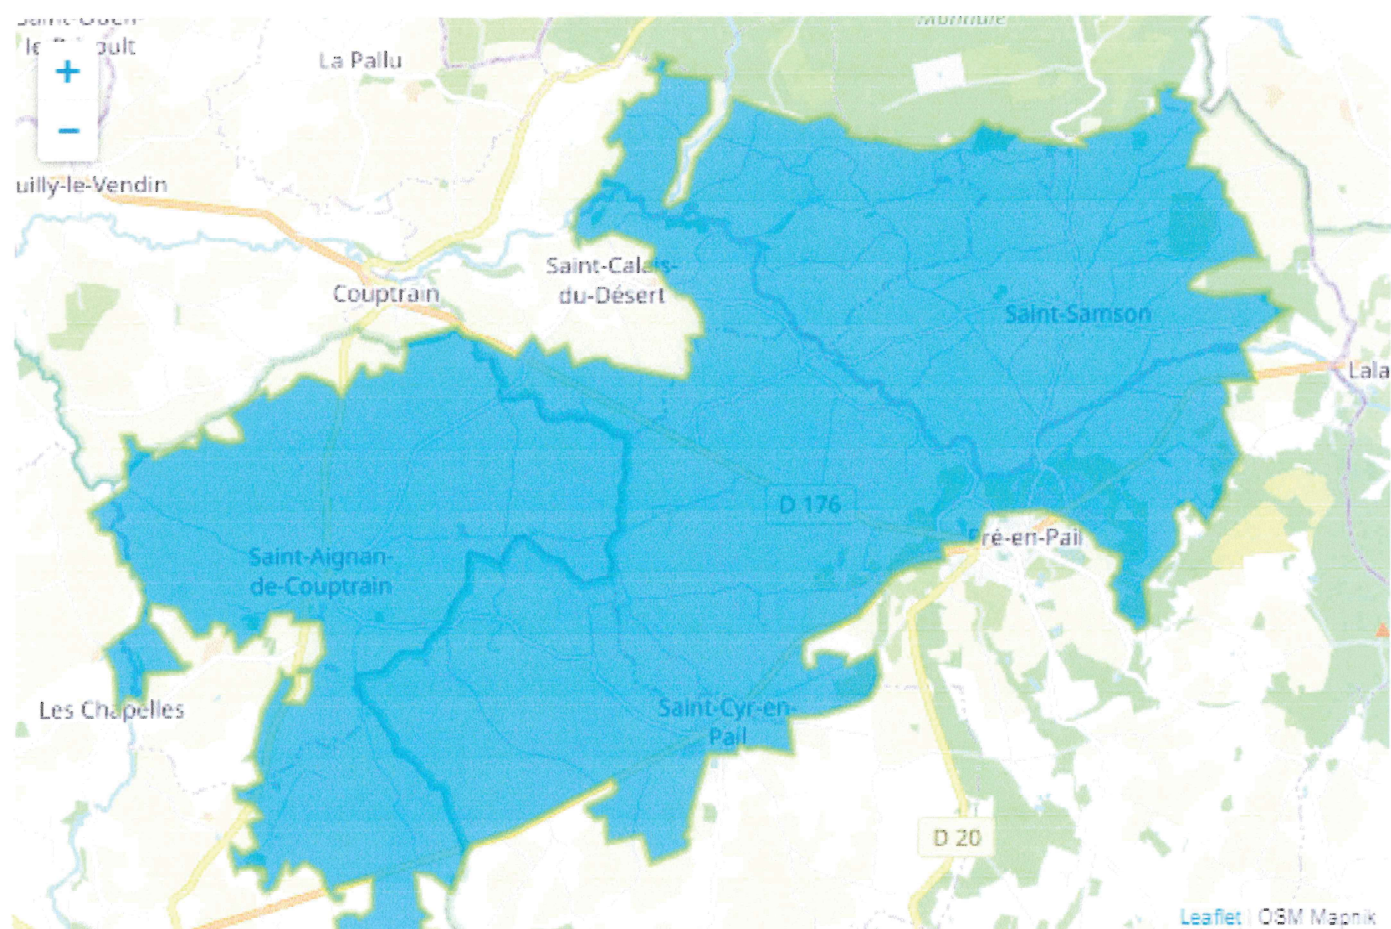 La Pallu
uilly-le-Vendin
Saint-Calais-
du-Désert
Couptrain
Saint-Samson
Lala
D 176
ré-en-Pail
Saint-Aignan-
de-Couptrain
Les Chapelles
Saint-Cyr-en-
Pail
D 20
Leaflet | OSM Mapnik